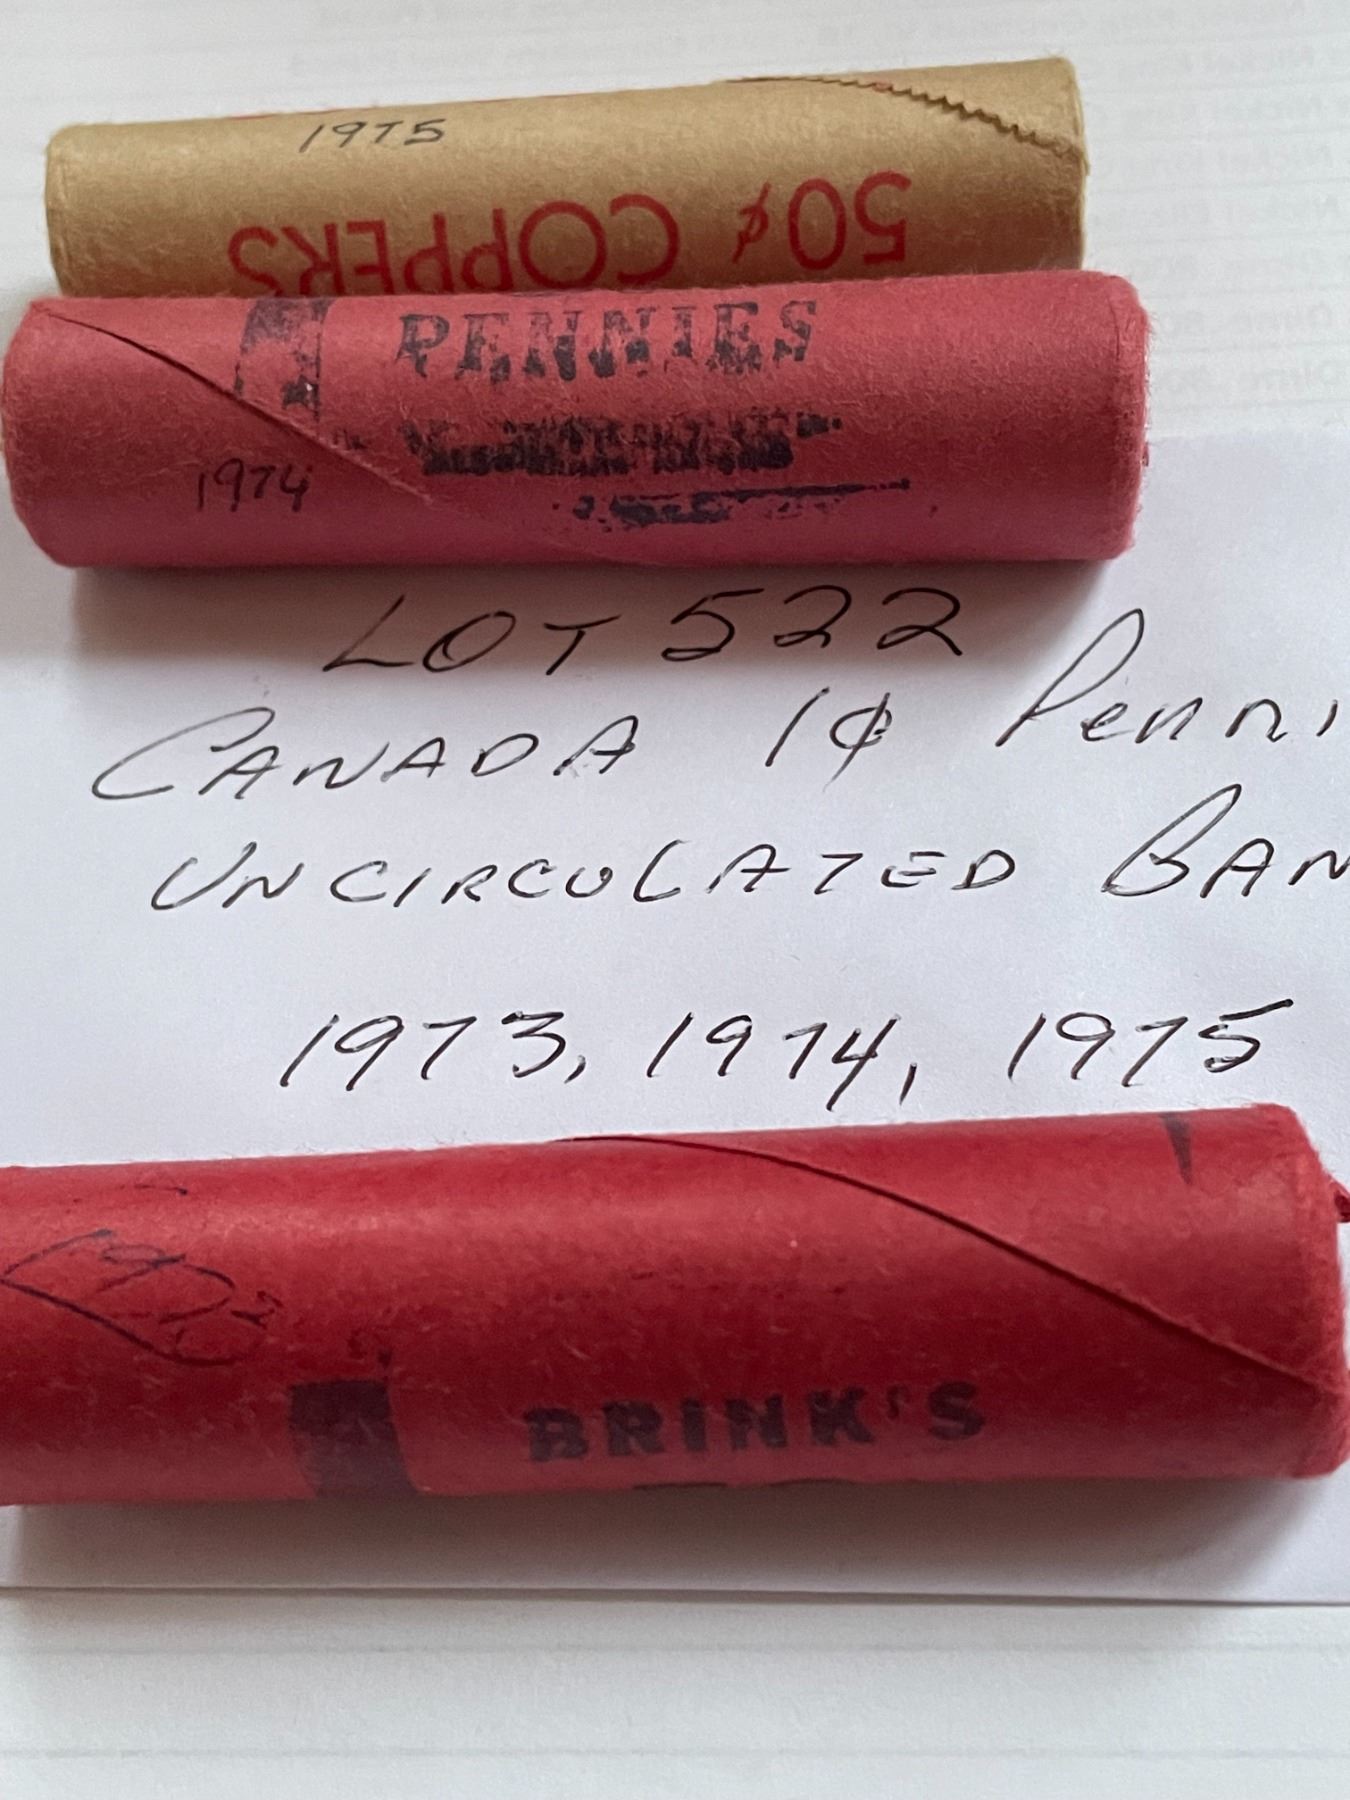 1975
50¢ COPPERS
PENNIES
1974
LOT 522
CANADA 1¢ Penni
UNCIRCULATED BAN
1973, 1974, 1975
BRINK'S